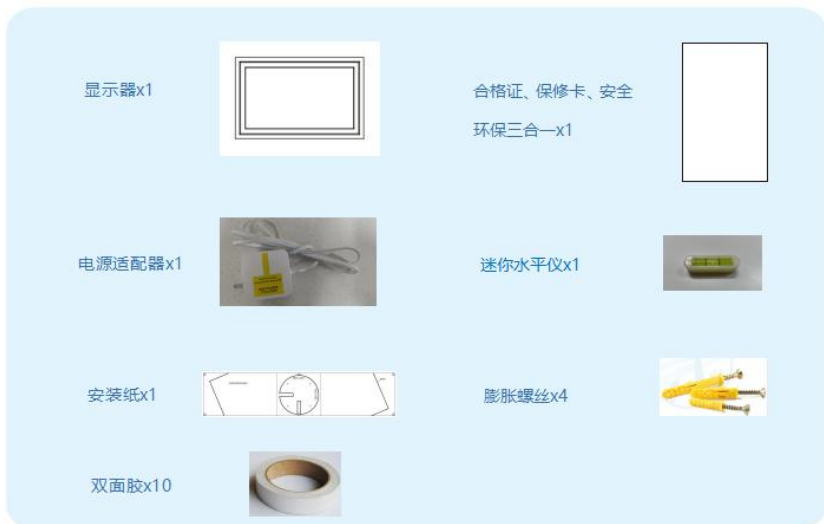 显示器x1
合格证、保修卡、安全
环保三合一x1
电源适配器x1
迷你水平仪x1
安装纸x1
膨胀螺丝x4
双面胶x10